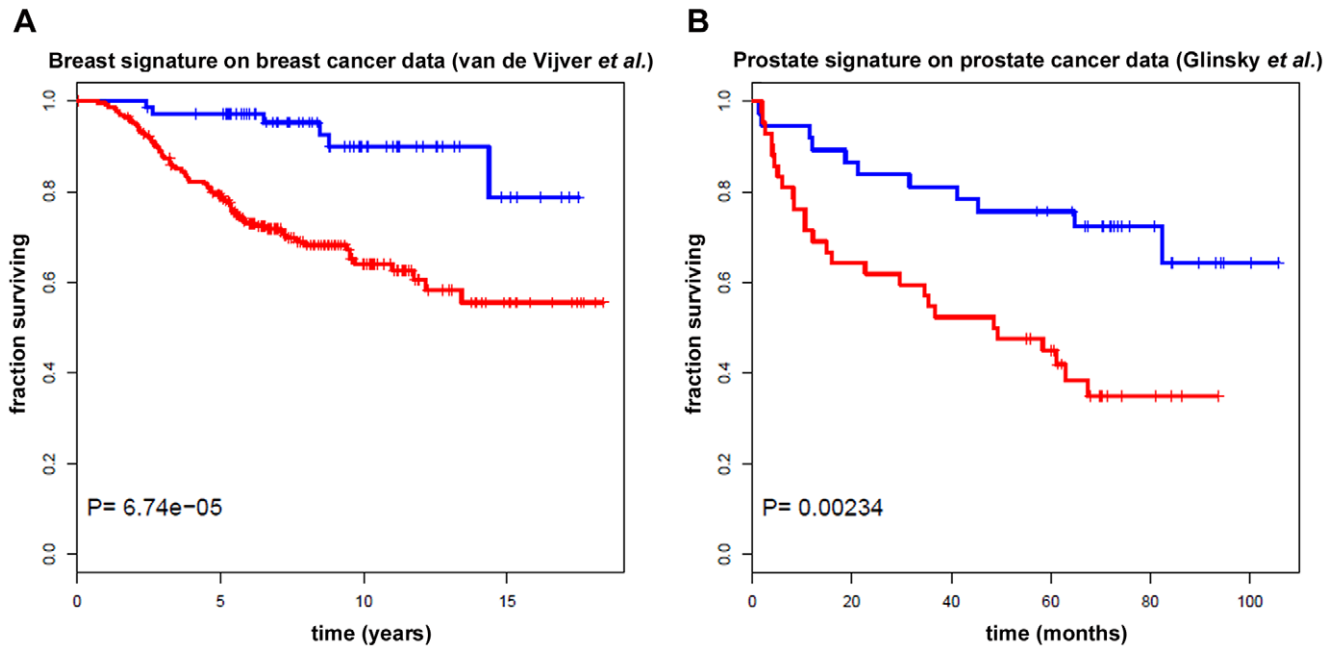 A
Breast signature on breast cancer data (van de Vijver et al.)
fraction surviving
1.0
0.8
0.6
0.4
0.2
0.0
P= 6.74e−05
0 5 10 15
time (years)
B
Prostate signature on prostate cancer data (Glinsky et al.)
fraction surviving
1.0
0.8
0.6
0.4
0.2
0.0
P= 0.00234
0 20 40 60 80 100
time (months)